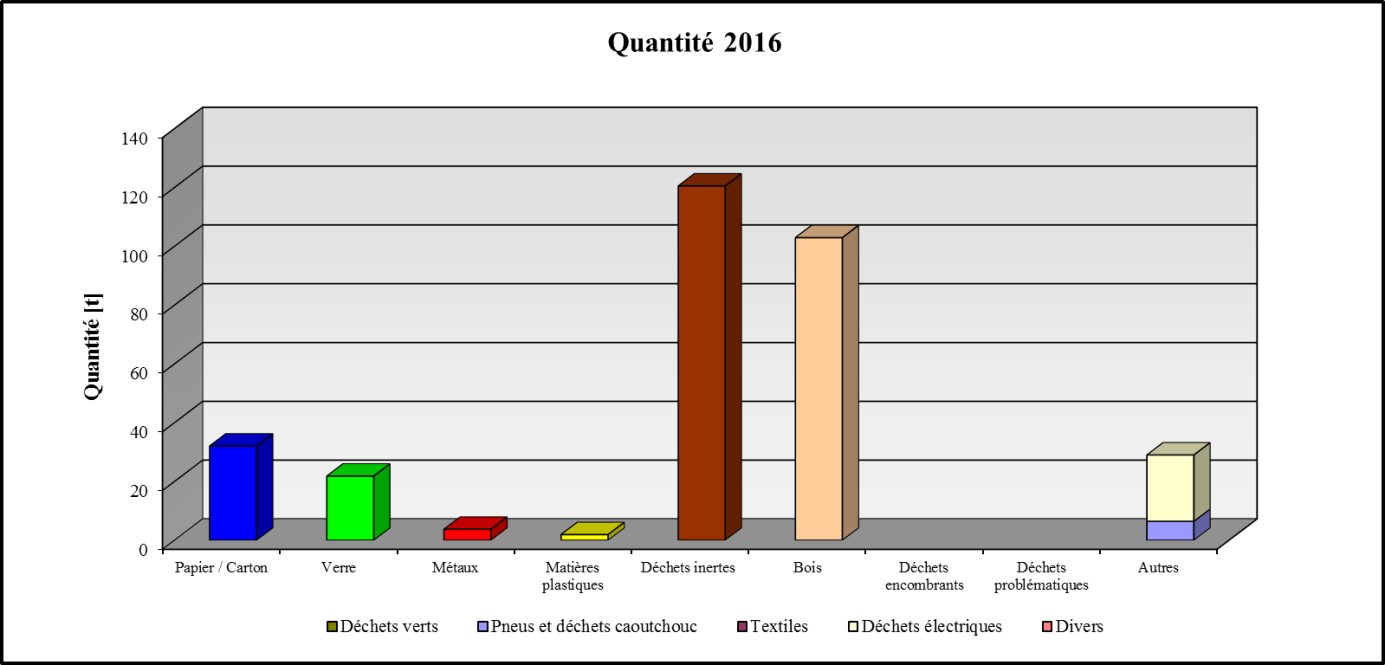 Quantité 2016
Quantité [t]
140
120
100
80
60
40
20
0
Papier / Carton
Verre
Métaux
Matières
plastiques
Déchets inertes
Bois
Déchets
encombrants
Déchets
problématiques
Autres
Déchets verts
Pneus et déchets caoutchouc
Textiles
Déchets électriques
Divers